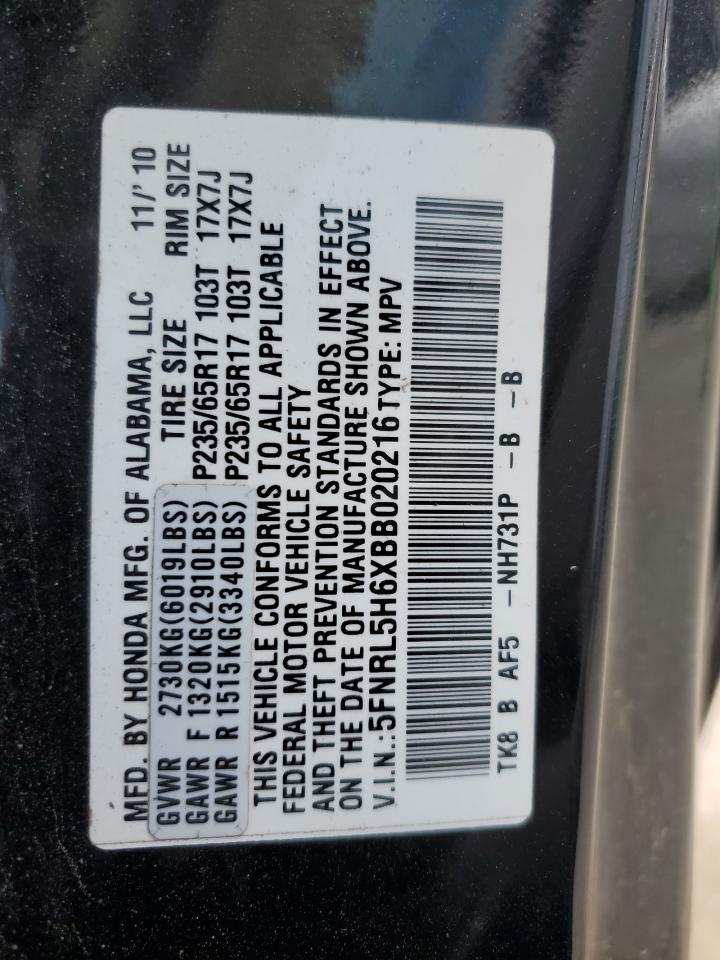 MFD. BY HONDA MFG. OF ALABAMA, LLC 11/' 10
GVWR 2730KG(6019LBS) TIRE SIZE RIM SIZE
GAWR F 1320KG(2910LBS) P235/65R17 103T 17X7J
GAWR R 1515KG(3340LBS) P235/65R17 103T 17X7J
THIS VEHICLE CONFORMS TO ALL APPLICABLE
FEDERAL MOTOR VEHICLE SAFETY
AND THEFT PREVENTION STANDARDS IN EFFECT
ON THE DATE OF MANUFACTURE SHOWN ABOVE.
V.I.N.:5FNRL5H6XBB020216 TYPE: MPV
TK8 B AF5 -NH731P -B -B